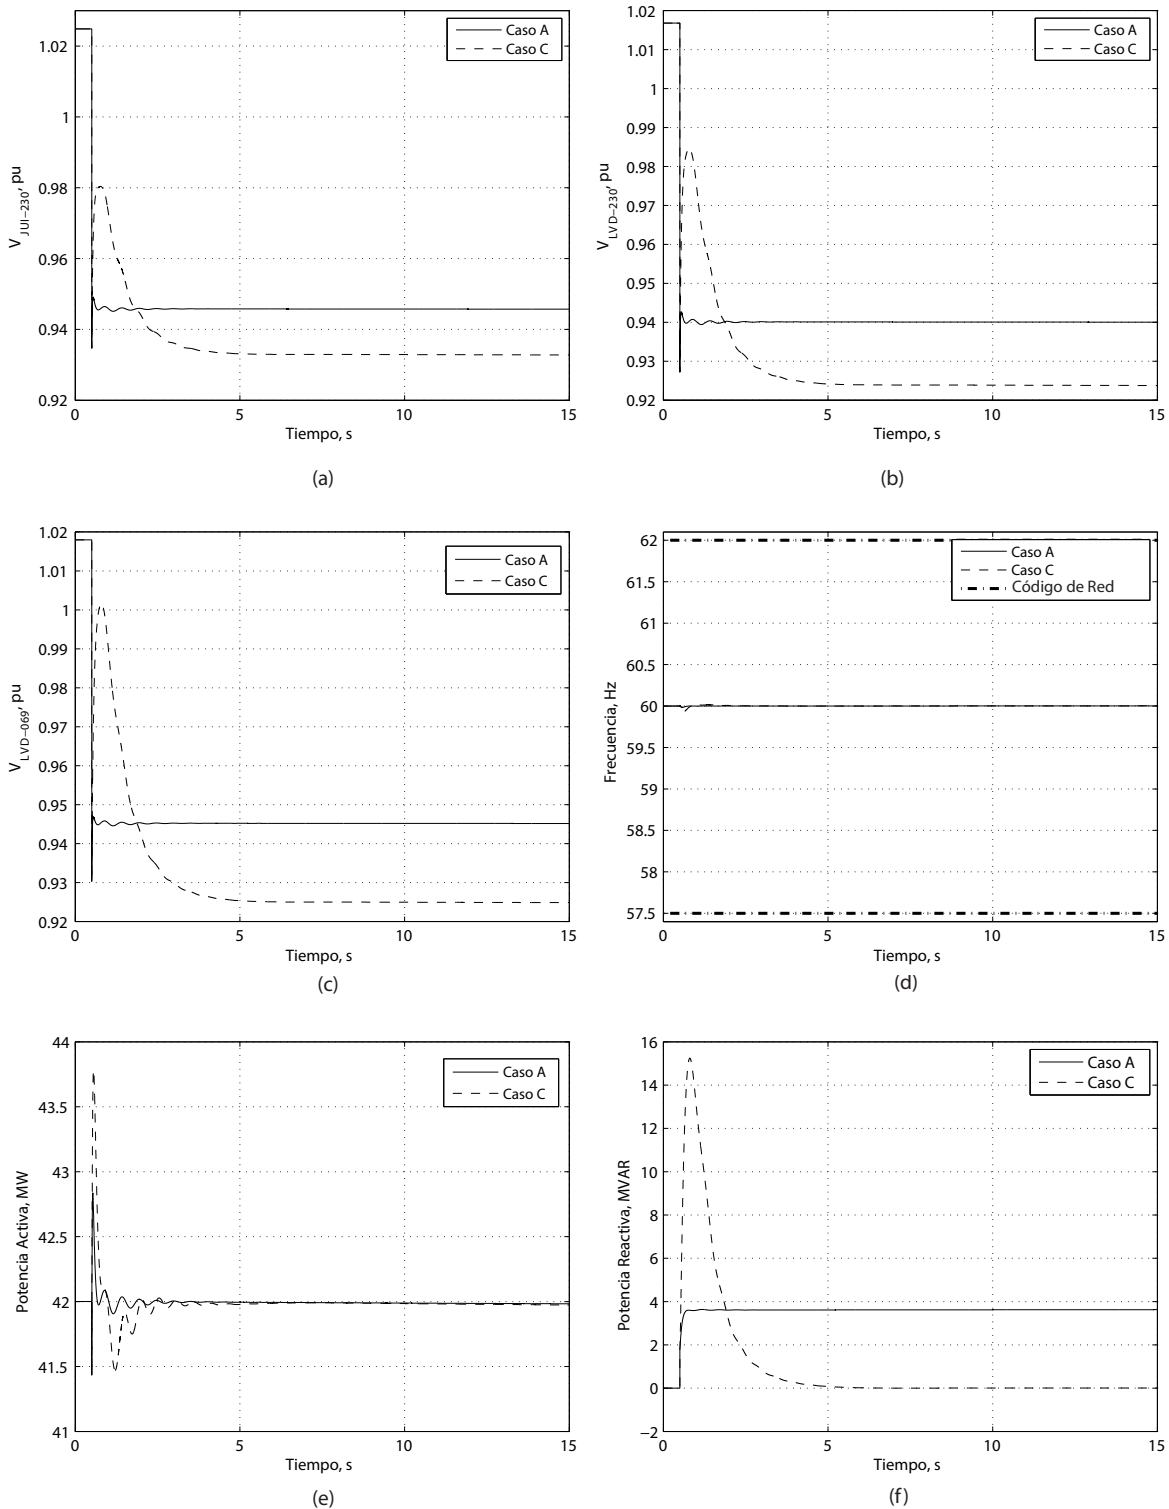 1.02
1
0.98
0.96
0.94
0.92
V JUI−230, pu
0
5
10
15
Tiempo, s
Caso A
Caso C
(a)
1.02
1.01
1
0.99
0.98
0.97
0.96
0.95
0.94
0.93
0.92
V LVD−230, pu
0
5
10
15
Tiempo, s
Caso A
Caso C
(b)
1.02
1.01
1
0.99
0.98
0.97
0.96
0.95
0.94
0.93
0.92
V LVD−069, pu
0
5
10
15
Tiempo, s
Caso A
Caso C
(c)
62
61.5
61
60.5
60
59.5
59
58.5
58
57.5
Frecuencia, Hz
0
5
10
15
Tiempo, s
Caso A
Caso C
Código de Red
(d)
44
43.5
43
42.5
42
41.5
41
Potencia Activa, MW
0
5
10
15
Tiempo, s
Caso A
Caso C
(e)
16
14
12
10
8
6
4
2
0
−2
Potencia Reactiva, MVAR
0
5
10
15
Tiempo, s
Caso A
Caso C
(f)